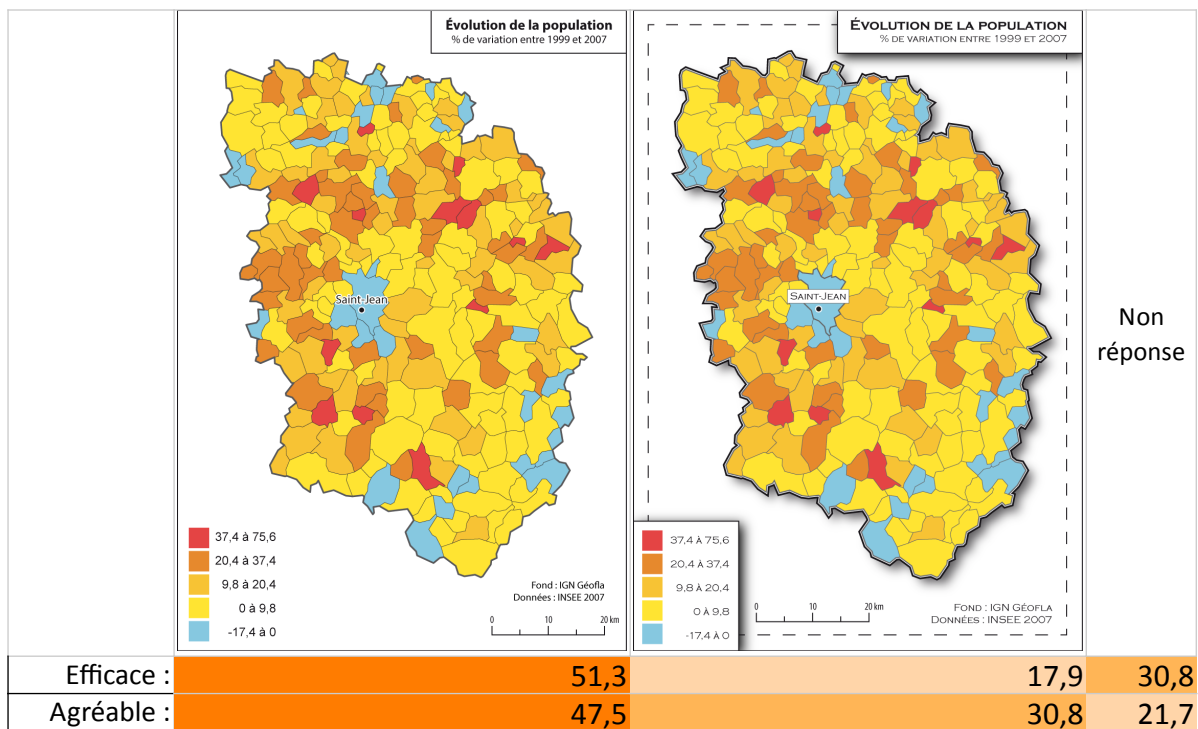 Évolution de la population
% de variation entre 1999 et 2007
Saint-Jean
37,4 à 75,6
20,4 à 37,4
9,8 à 20,4
0 à 9,8
-17,4 à 0
Fond : IGN Géofla
Données : INSEE 2007
0 10 20 km
ÉVOLUTION DE LA POPULATION
% DE VARIATION ENTRE 1999 ET 2007
SAINT-JEAN
37,4 À 75,6
20,4 À 37,4
9,8 À 20,4
0 À 9,8
-17,4 À 0
0 10 20 km
FOND : IGN GÉOFLA
DONNÉES : INSEE 2007
Non
réponse
Efficace : 51,3 17,9 30,8
Agréable : 47,5 30,8 21,7